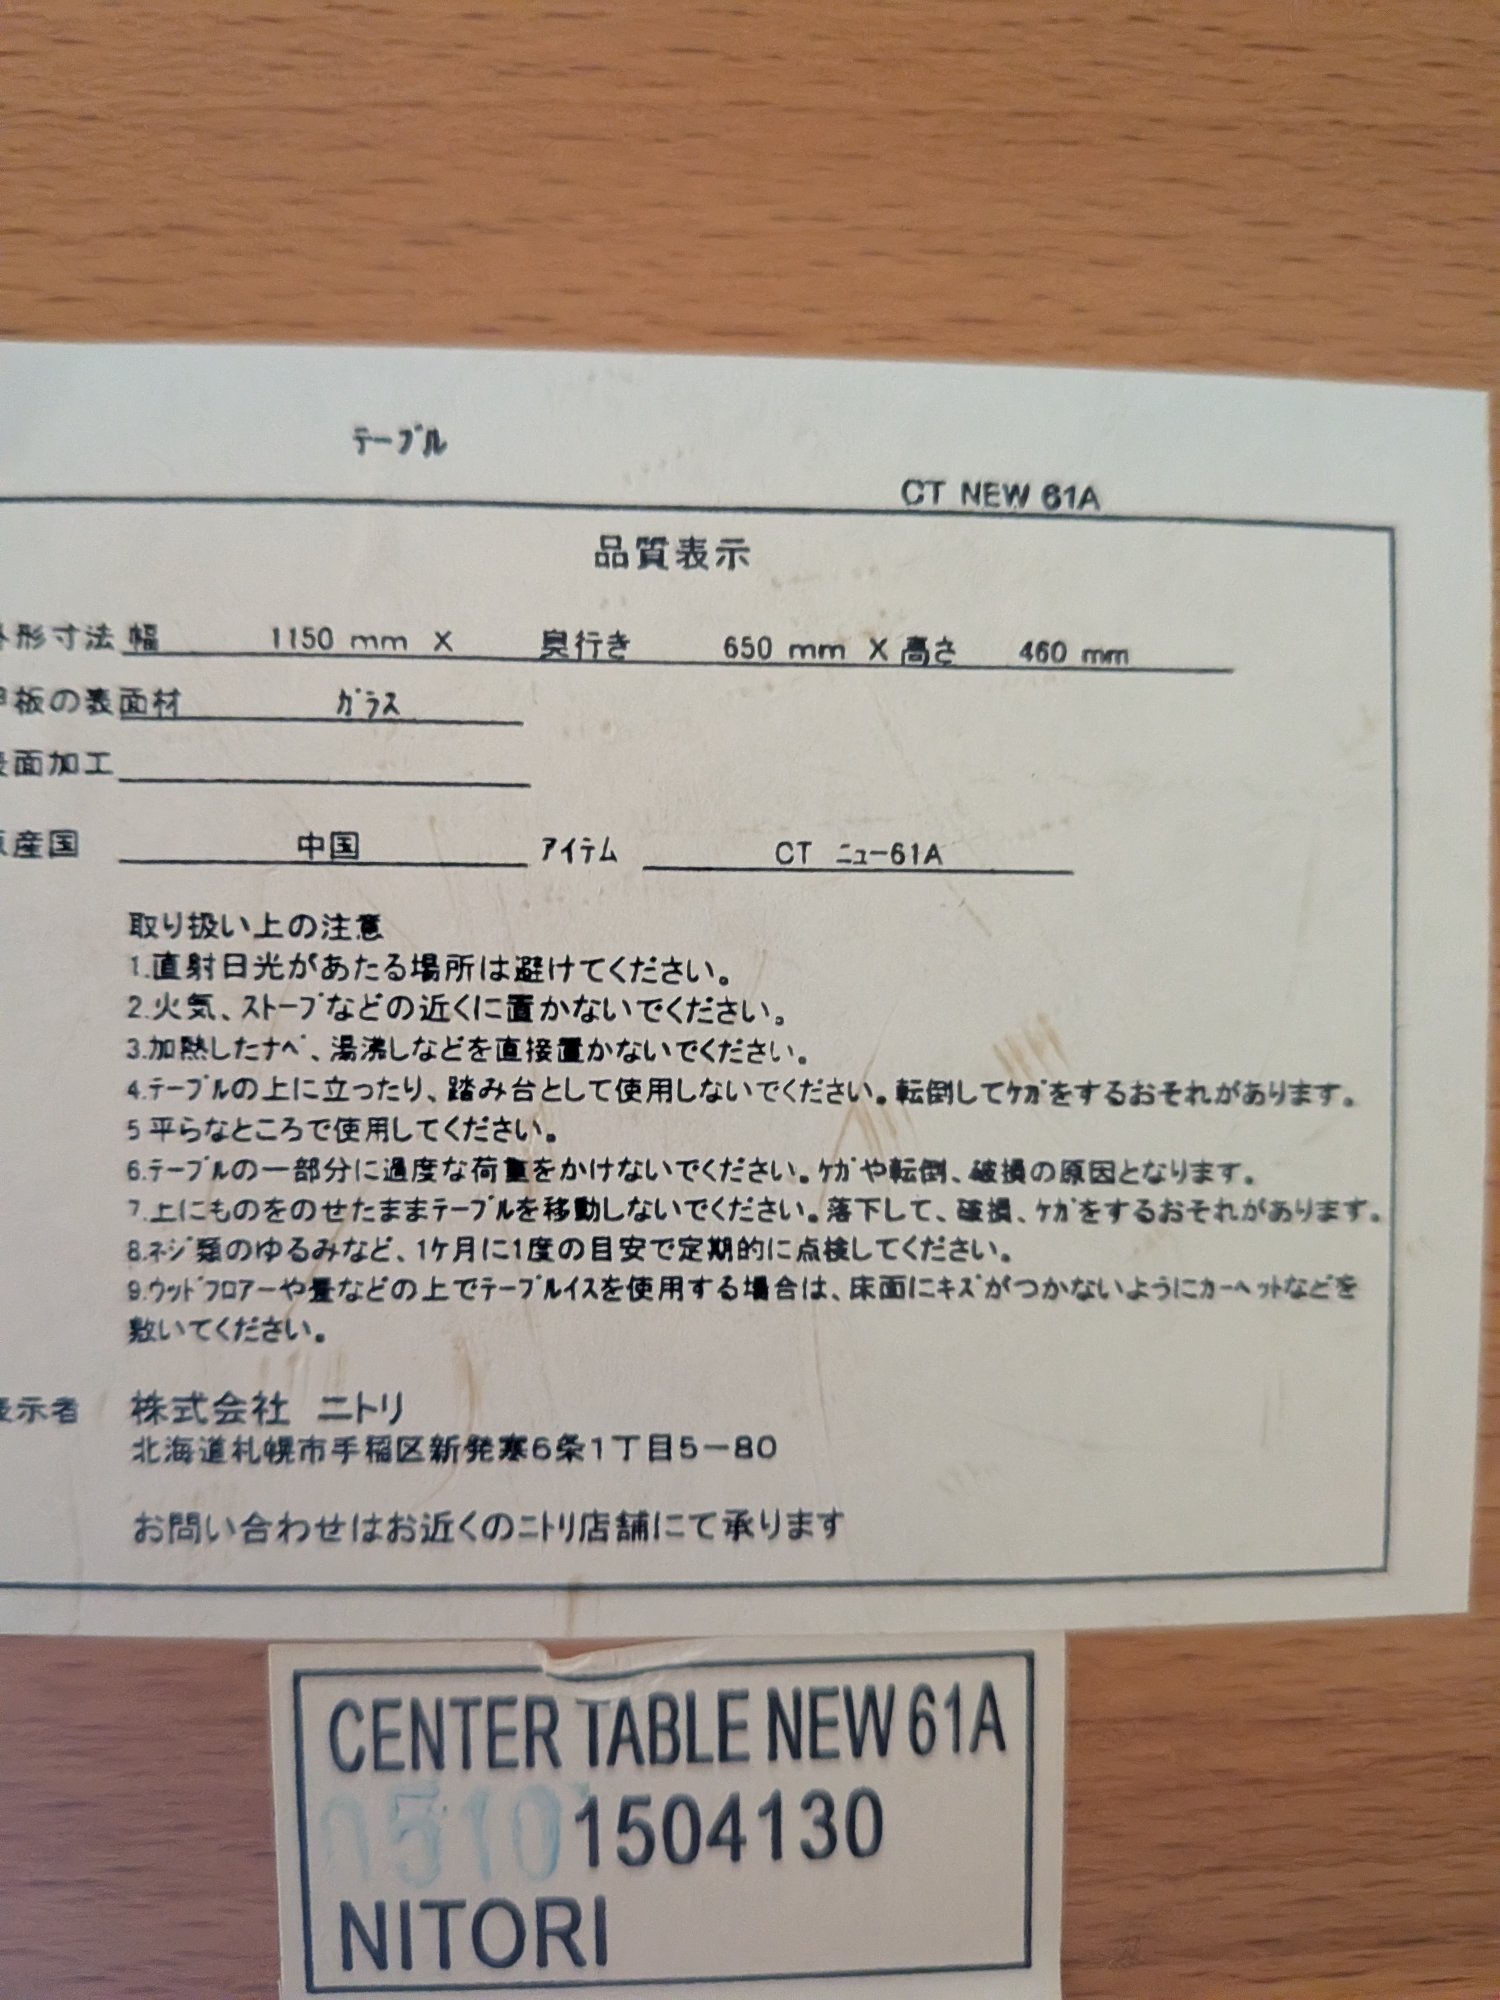 テーブル
CT NEW 61A
品質表示
外形寸法 幅 1150 mm X 奥行き 650 mm X 高さ 460 mm
甲板の表面材 ガラス
表面加工
原産国 中国 アイテム CT ニュー61A
取り扱い上の注意
1.直射日光があたる場所は避けてください。
2.火気、ストーブなどの近くに置かないでください。
3.加熱したナベ、湯沸しなどを直接置かないでください。
4.テーブルの上に立ったり、踏み台として使用しないでください。転倒してケガをするおそれがあります。
5 平らなところで使用してください。
6.テーブルの一部分に過度な荷重をかけないでください。ケガや転倒、破損の原因となります。
7.上にものをのせたままテーブルを移動しないでください。落下して、破損、ケガをするおそれがあります。
8.ネジ類のゆるみなど、1ケ月に1度の目安で定期的に点検してください。
9.ウッドフロアーや畳などの上でテーブルイスを使用する場合は、床面にキズがつかないようにカーペットなどを
敷いてください。
表示者 株式会社 ニトリ
北海道札幌市手稲区新発寒6条1丁目5−80
お問い合わせはお近くのニトリ店舗にて承ります
CENTER TABLE NEW 61A
0510 1504130
NITORI